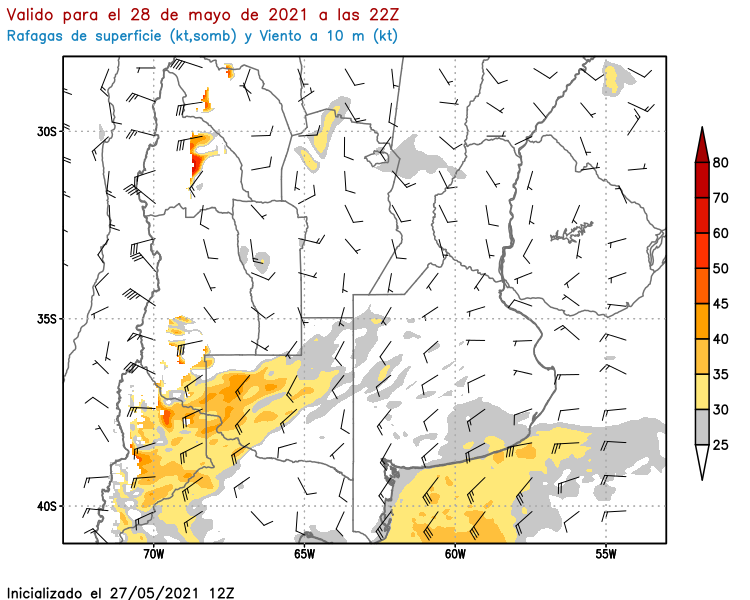 Valido para el 28 de mayo de 2021 a las 22Z
Rafagas de superficie (kt,somb) y Viento a 10 m (kt)
30S
35S
40S
70W
65W
60W
55W
80
70
60
50
45
40
35
30
25
Inicializado el 27/05/2021 12Z